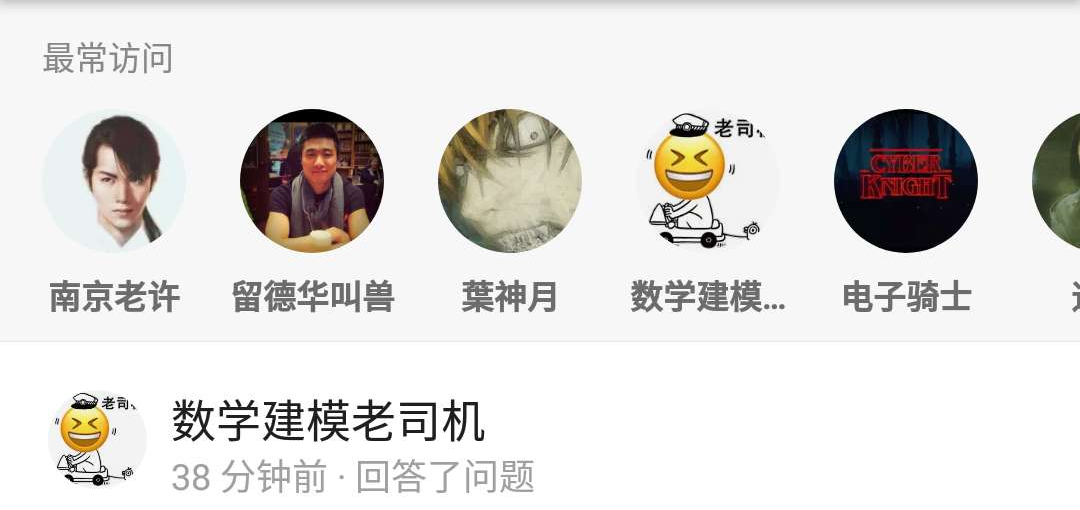 最常访问
老司
CYBER
KNIGHT
南京老许
留德华叫兽
葉神月
数学建模...
电子骑士
老司
数学建模老司机
38 分钟前 · 回答了问题